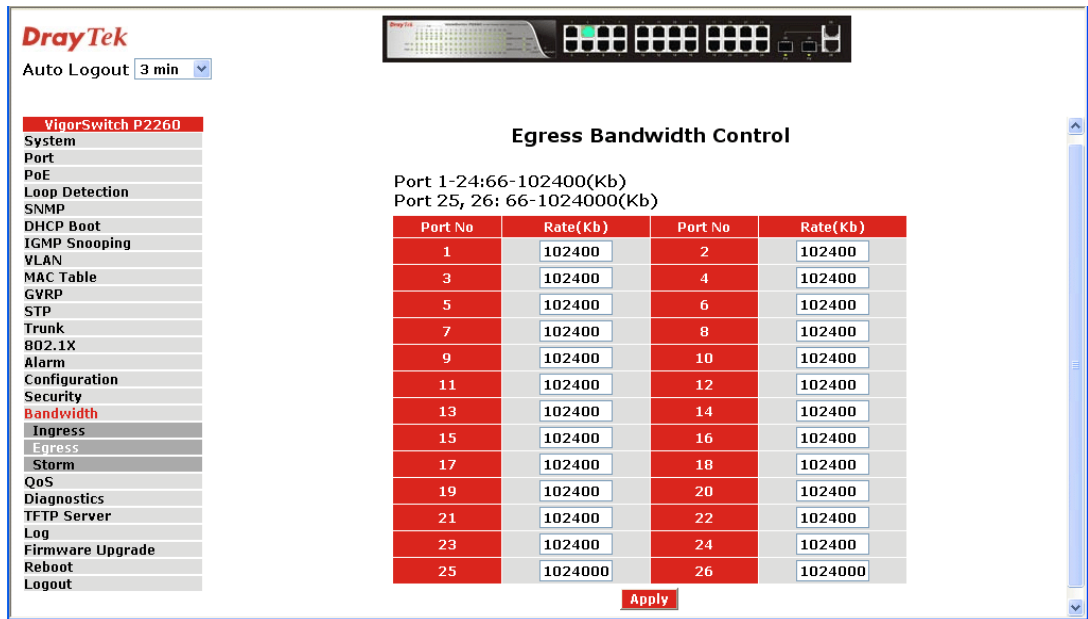 DrayTek
Auto Logout 3 min
VigorSwitch P2260
System
Port
PoE
Loop Detection
SNMP
DHCP Boot
IGMP Snooping
VLAN
MAC Table
GVRP
STP
Trunk
802.1X
Alarm
Configuration
Security
Bandwidth
Ingress
Egress
Storm
QoS
Diagnostics
TFTP Server
Log
Firmware Upgrade
Reboot
Logout
Egress Bandwidth Control
Port 1-24:66-102400(Kb)
Port 25, 26: 66-1024000(Kb)
Port No Rate(Kb) Port No Rate(Kb)
1 102400 2 102400
3 102400 4 102400
5 102400 6 102400
7 102400 8 102400
9 102400 10 102400
11 102400 12 102400
13 102400 14 102400
15 102400 16 102400
17 102400 18 102400
19 102400 20 102400
21 102400 22 102400
23 102400 24 102400
25 1024000 26 1024000
Apply